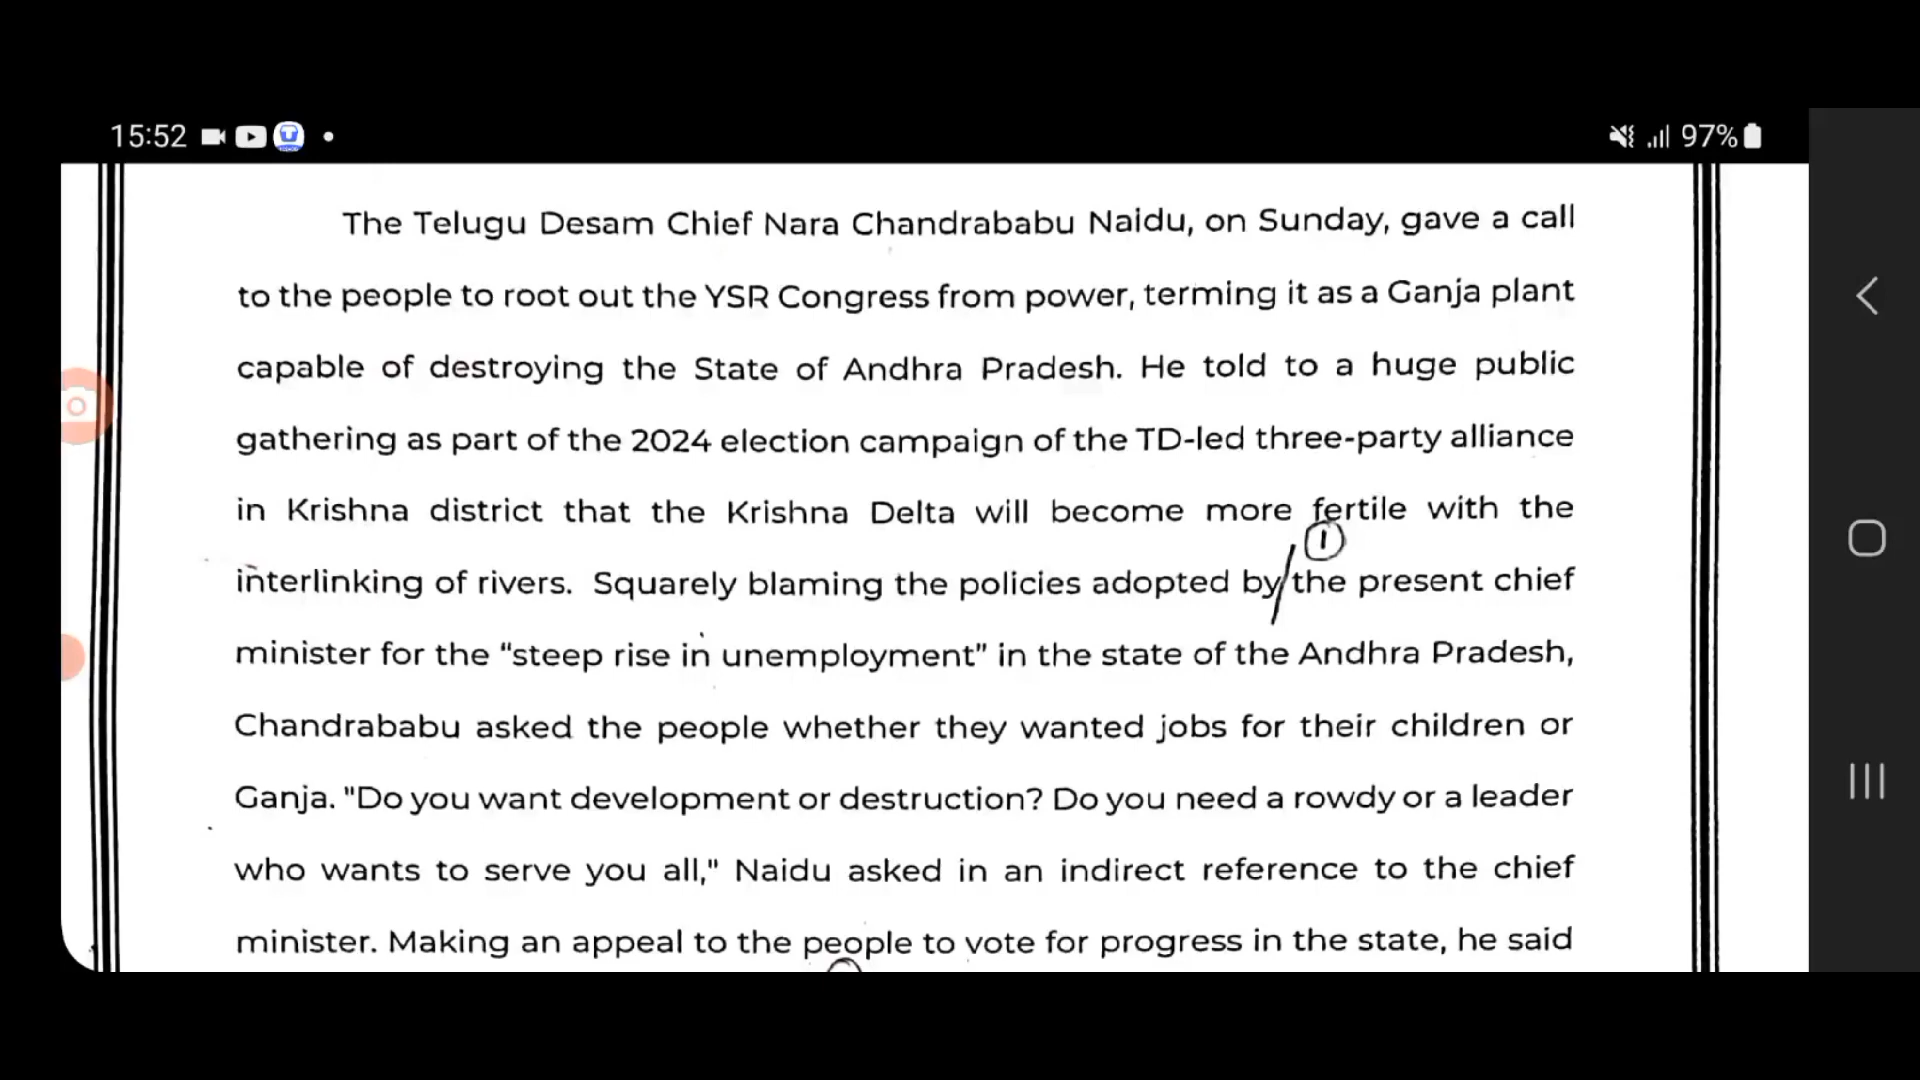 15:52
97%
The Telugu Desam Chief Nara Chandrababu Naidu, on Sunday, gave a call
to the people to root out the YSR Congress from power, terming it as a Ganja plant
capable of destroying the State of Andhra Pradesh. He told to a huge public
gathering as part of the 2024 election campaign of the TD-led three-party alliance
in Krishna district that the Krishna Delta will become more fertile with the
1
interlinking of rivers. Squarely blaming the policies adopted by/the present chief
minister for the “steep rise in unemployment” in the state of the Andhra Pradesh,
Chandrababu asked the people whether they wanted jobs for their children or
Ganja. "Do you want development or destruction? Do you need a rowdy or a leader
who wants to serve you all," Naidu asked in an indirect reference to the chief
minister. Making an appeal to the people to vote for progress in the state, he said